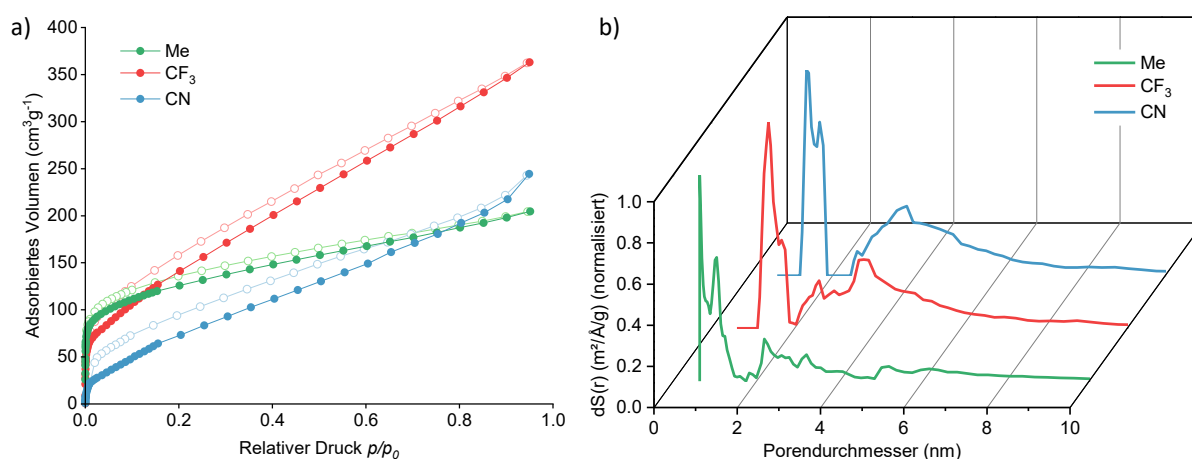 a)
Adsorbiertes Volumen (cm³g⁻¹)
400
350
300
250
200
150
100
50
0
Me
CF₃
CN
0.0 0.2 0.4 0.6 0.8 1.0
Relativer Druck p/p₀
b)
dS(r) (m²/Å/g) (normalisiert)
1.0
0.8
0.6
0.4
0.2
0.0
Me
CF₃
CN
0 2 4 6 8 10
Porendurchmesser (nm)